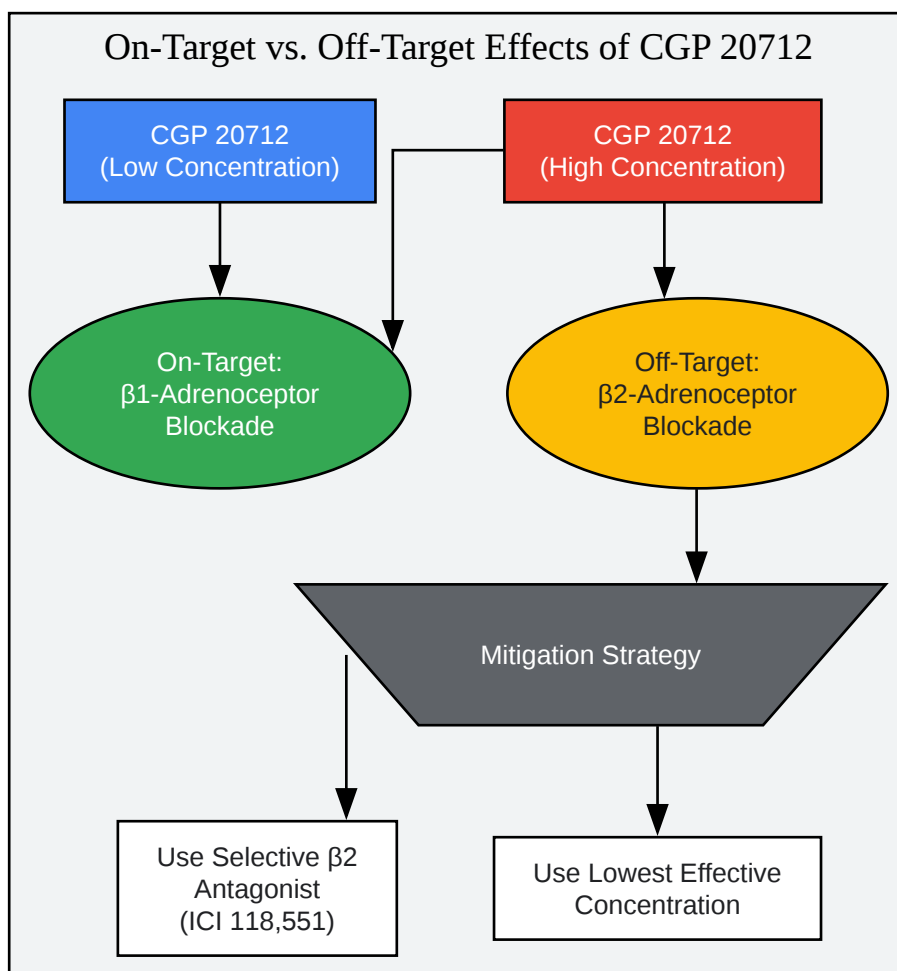 On-Target vs. Off-Target Effects of CGP 20712
CGP 20712
(Low Concentration)
CGP 20712
(High Concentration)
On-Target:
β1-Adrenoceptor
Blockade
Off-Target:
β2-Adrenoceptor
Blockade
Mitigation Strategy
Use Selective β2
Antagonist
(ICI 118,551)
Use Lowest Effective
Concentration